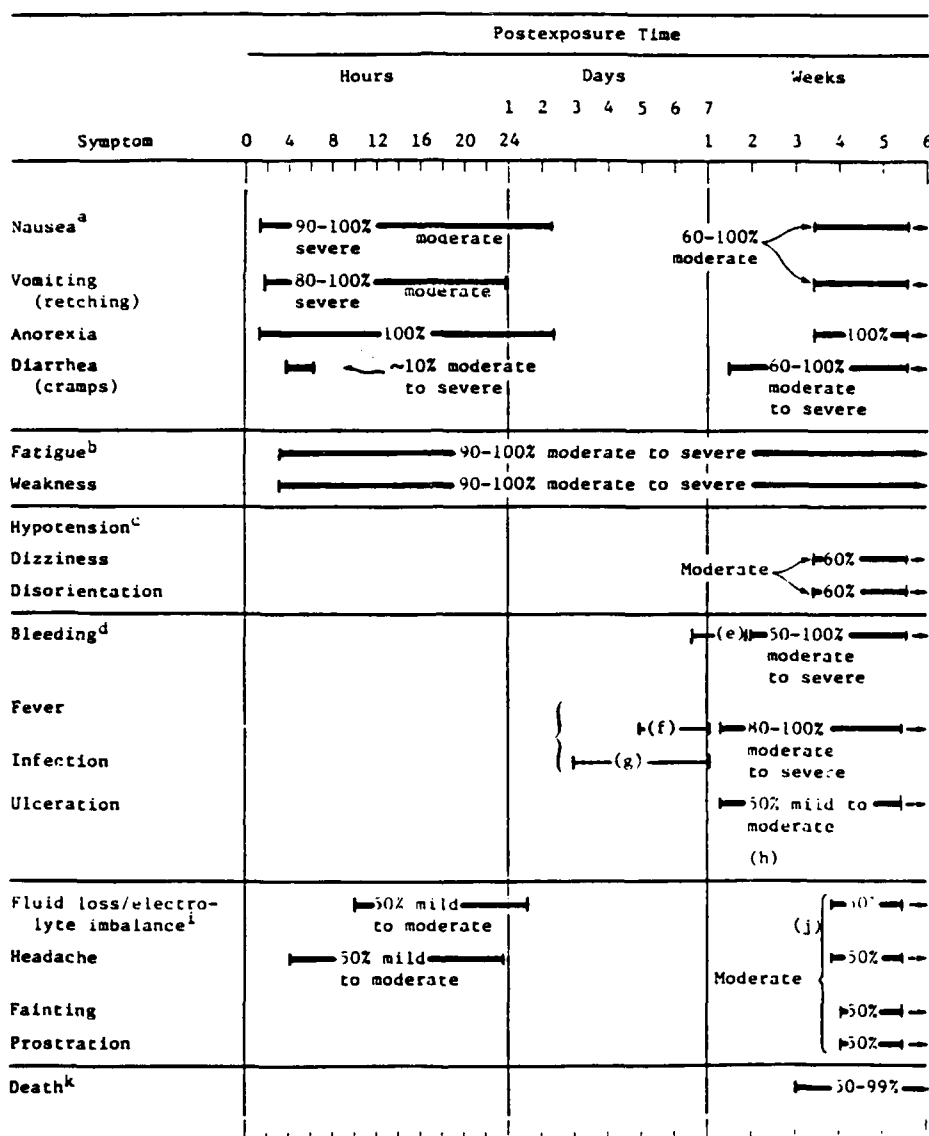 Postexposure Time
Hours Days Weeks
1 2 3 4 5 6 7
Symptom 0 4 8 12 16 20 24 1 2 3 4 5 6
Nausea a 90-100% severe moderate 60-100% moderate
Vomiting (retching) 80-100% severe moderate
Anorexia 100% 100%
Diarrhea (cramps) ~10% moderate to severe 60-100% moderate to severe
Fatigue b 90-100% moderate to severe
Weakness 90-100% moderate to severe
Hypotension c
Dizziness Moderate 60%
Disorientation 60%
Bleeding d (e) 50-100% moderate to severe
Fever (f) 80-100% moderate to severe
Infection (g)
Ulceration 50% mild to moderate
(h)
Fluid loss/electro-
lyte imbalance i 50% mild to moderate (j)
Headache 50% mild to moderate Moderate 50%
Fainting 50%
Prostration 50%
Death k 50-99%